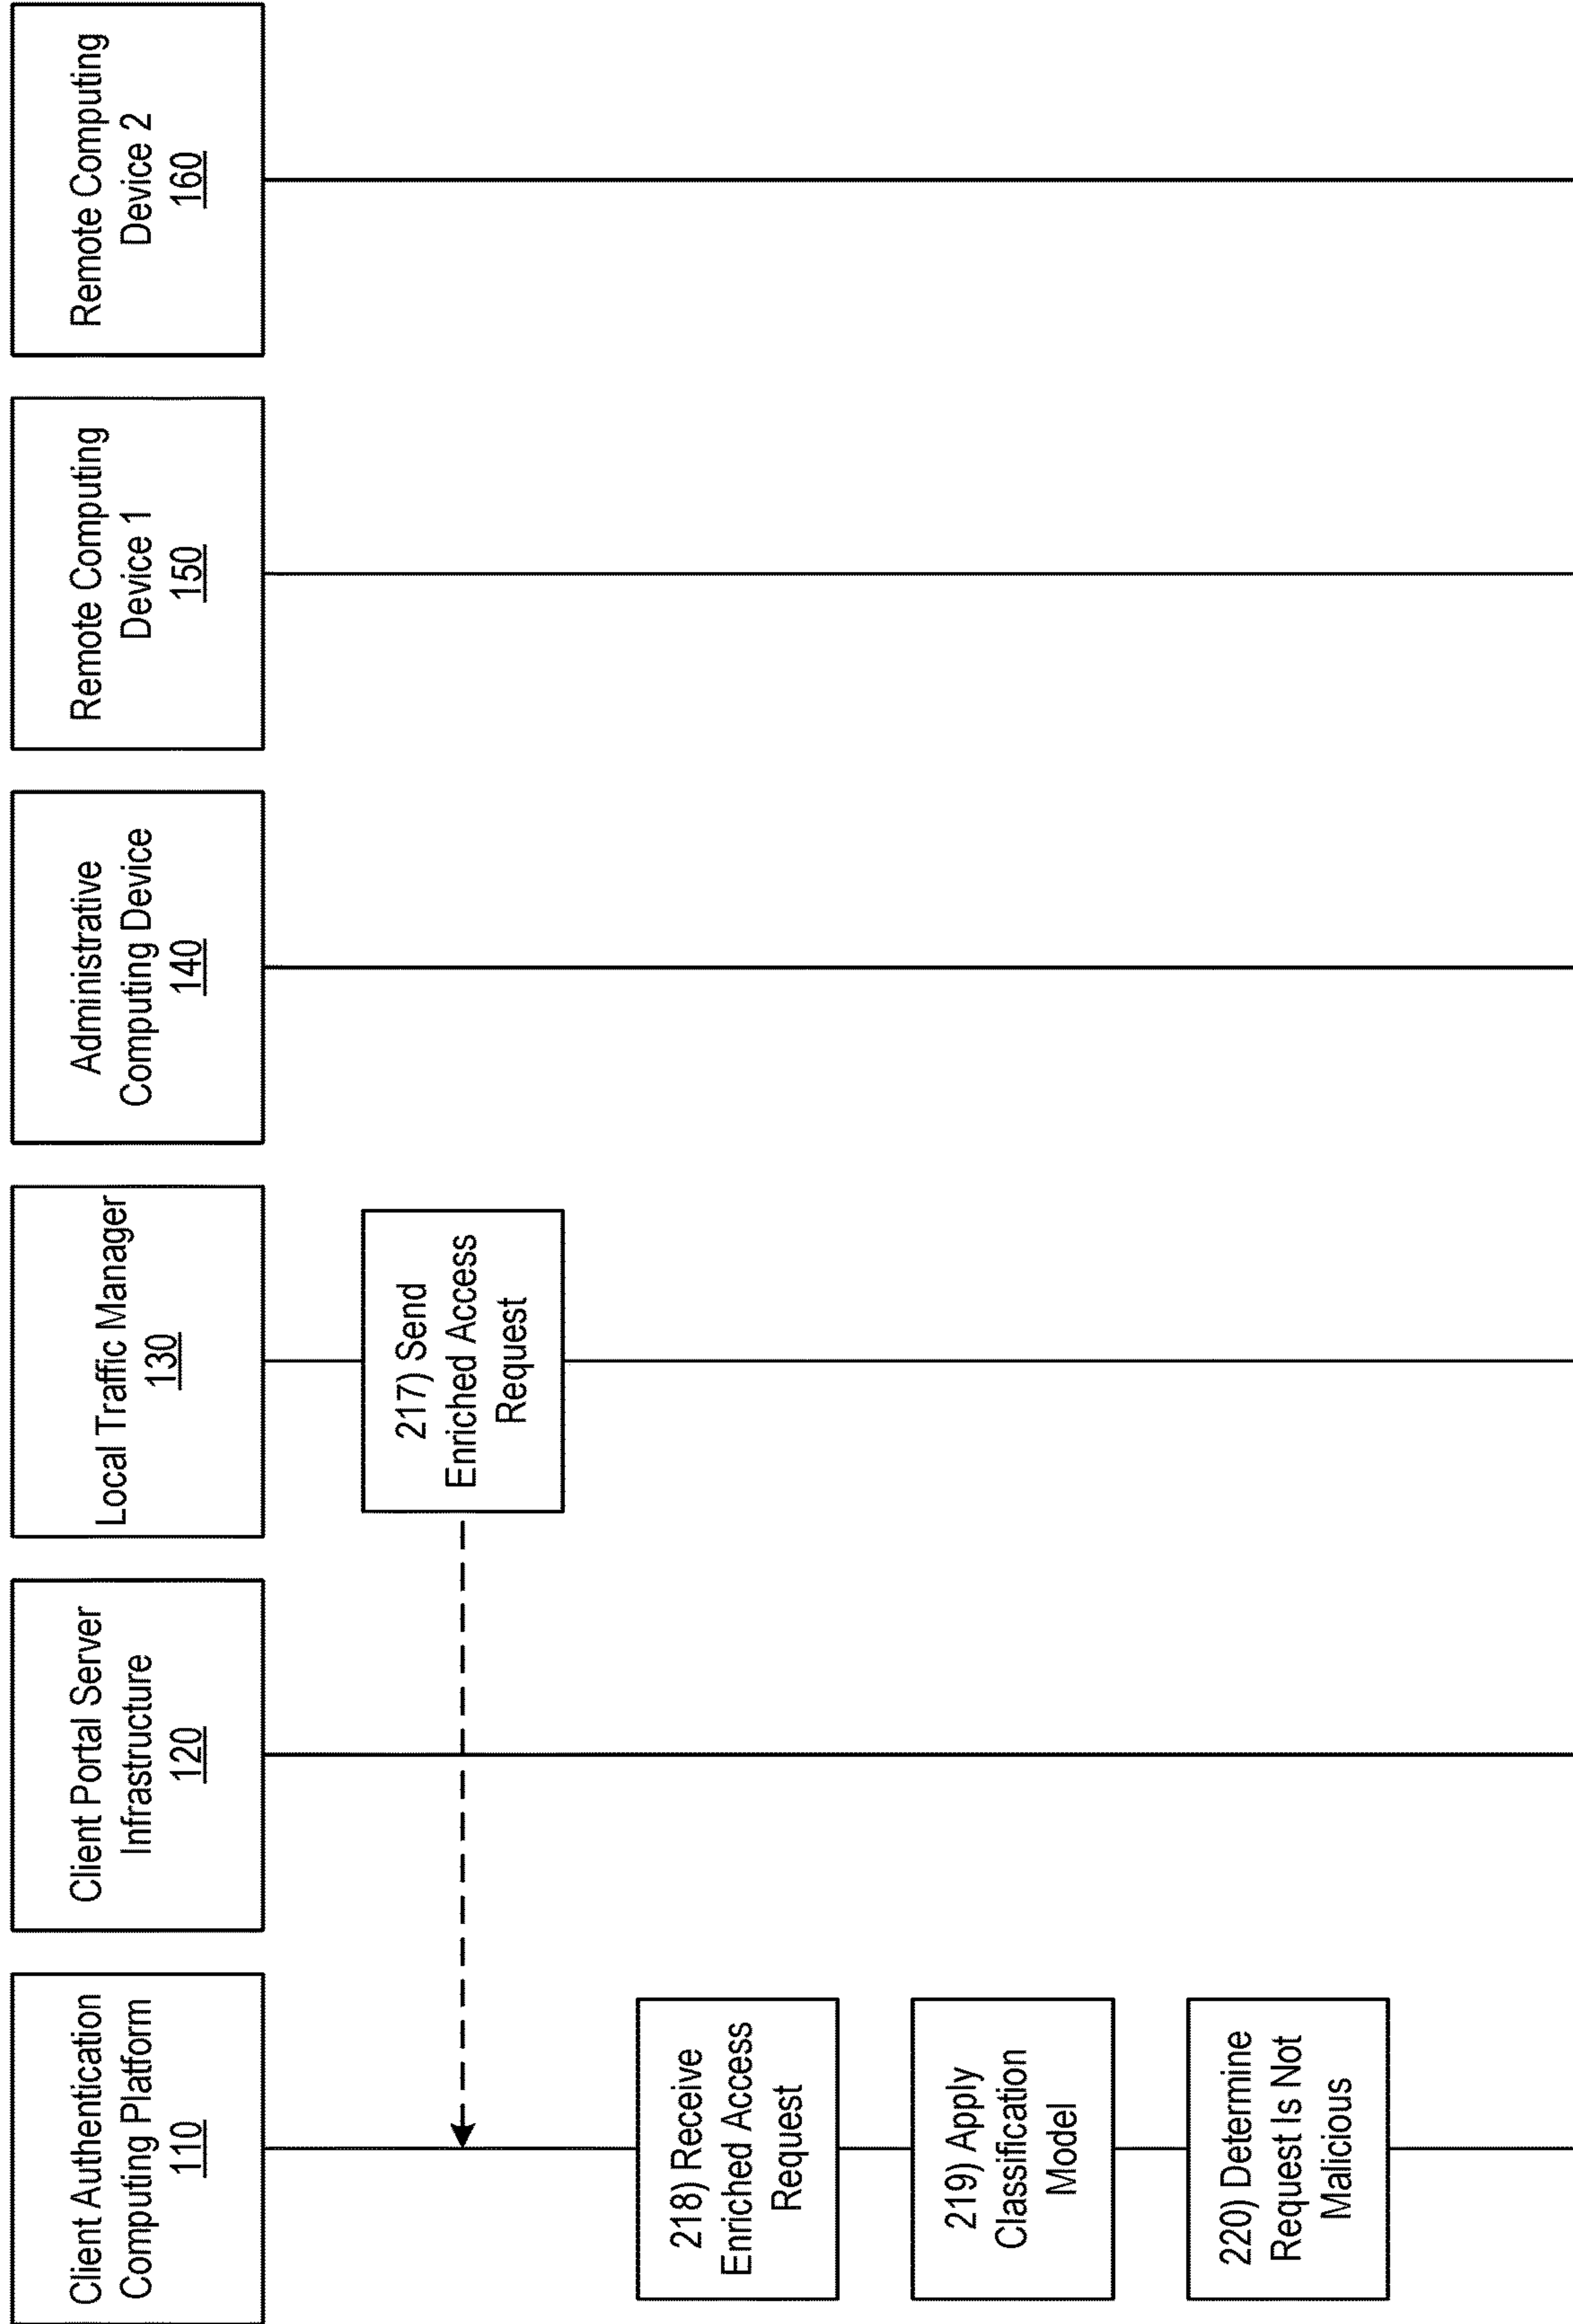 Client Authentication
Computing Platform
110
Client Portal Server
Infrastructure
120
Local Traffic Manager
130
Administrative
Computing Device
140
Remote Computing
Device 1
150
Remote Computing
Device 2
160
217) Send
Enriched Access
Request
218) Receive
Enriched Access
Request
219) Apply
Classification
Model
220) Determine
Request Is Not
Malicious